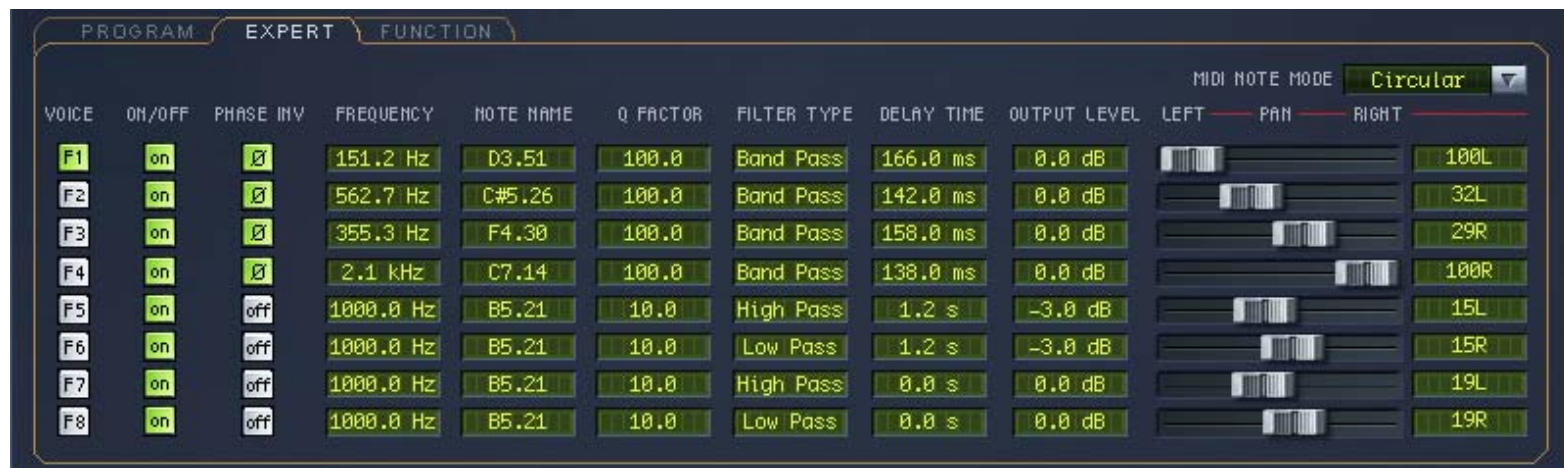 PROGRAM EXPERT FUNCTION
MIDI NOTE MODE Circular
VOICE ON/OFF PHASE INV FREQUENCY NOTE NAME Q FACTOR FILTER TYPE DELAY TIME OUTPUT LEVEL LEFT PAN RIGHT
F1 on Ø 151.2 Hz D3.51 100.0 Band Pass 166.0 ms 0.0 dB 100L
F2 on Ø 562.7 Hz C#5.26 100.0 Band Pass 142.0 ms 0.0 dB 32L
F3 on Ø 355.3 Hz F4.30 100.0 Band Pass 158.0 ms 0.0 dB 29R
F4 on Ø 2.1 kHz C7.14 100.0 Band Pass 138.0 ms 0.0 dB 100R
F5 on off 1000.0 Hz B5.21 10.0 High Pass 1.2 s -3.0 dB 15L
F6 on off 1000.0 Hz B5.21 10.0 Low Pass 1.2 s -3.0 dB 15R
F7 on off 1000.0 Hz B5.21 10.0 High Pass 0.0 s 0.0 dB 19L
F8 on off 1000.0 Hz B5.21 10.0 Low Pass 0.0 s 0.0 dB 19R